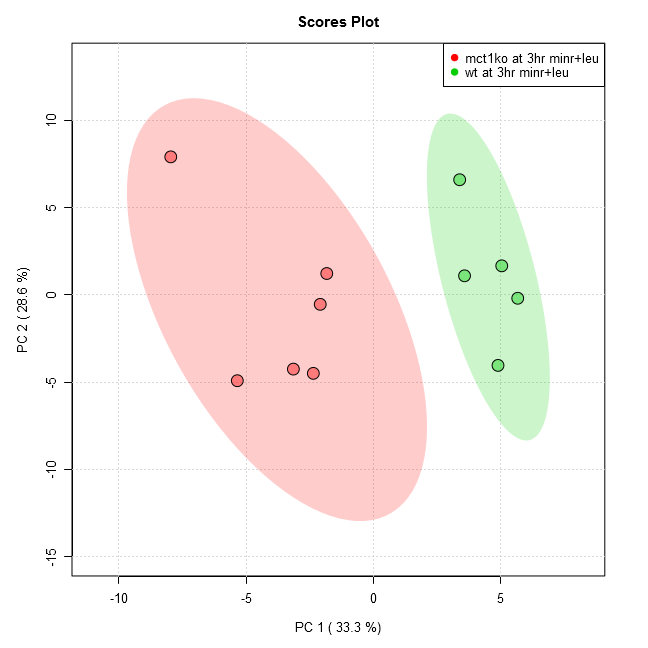 Scores Plot
mct1ko at 3hr minr+leu
wt at 3hr minr+leu
10
5
0
-5
-10
-15
PC 2 ( 28.6 %)
-10
-5
0
5
PC 1 ( 33.3 %)